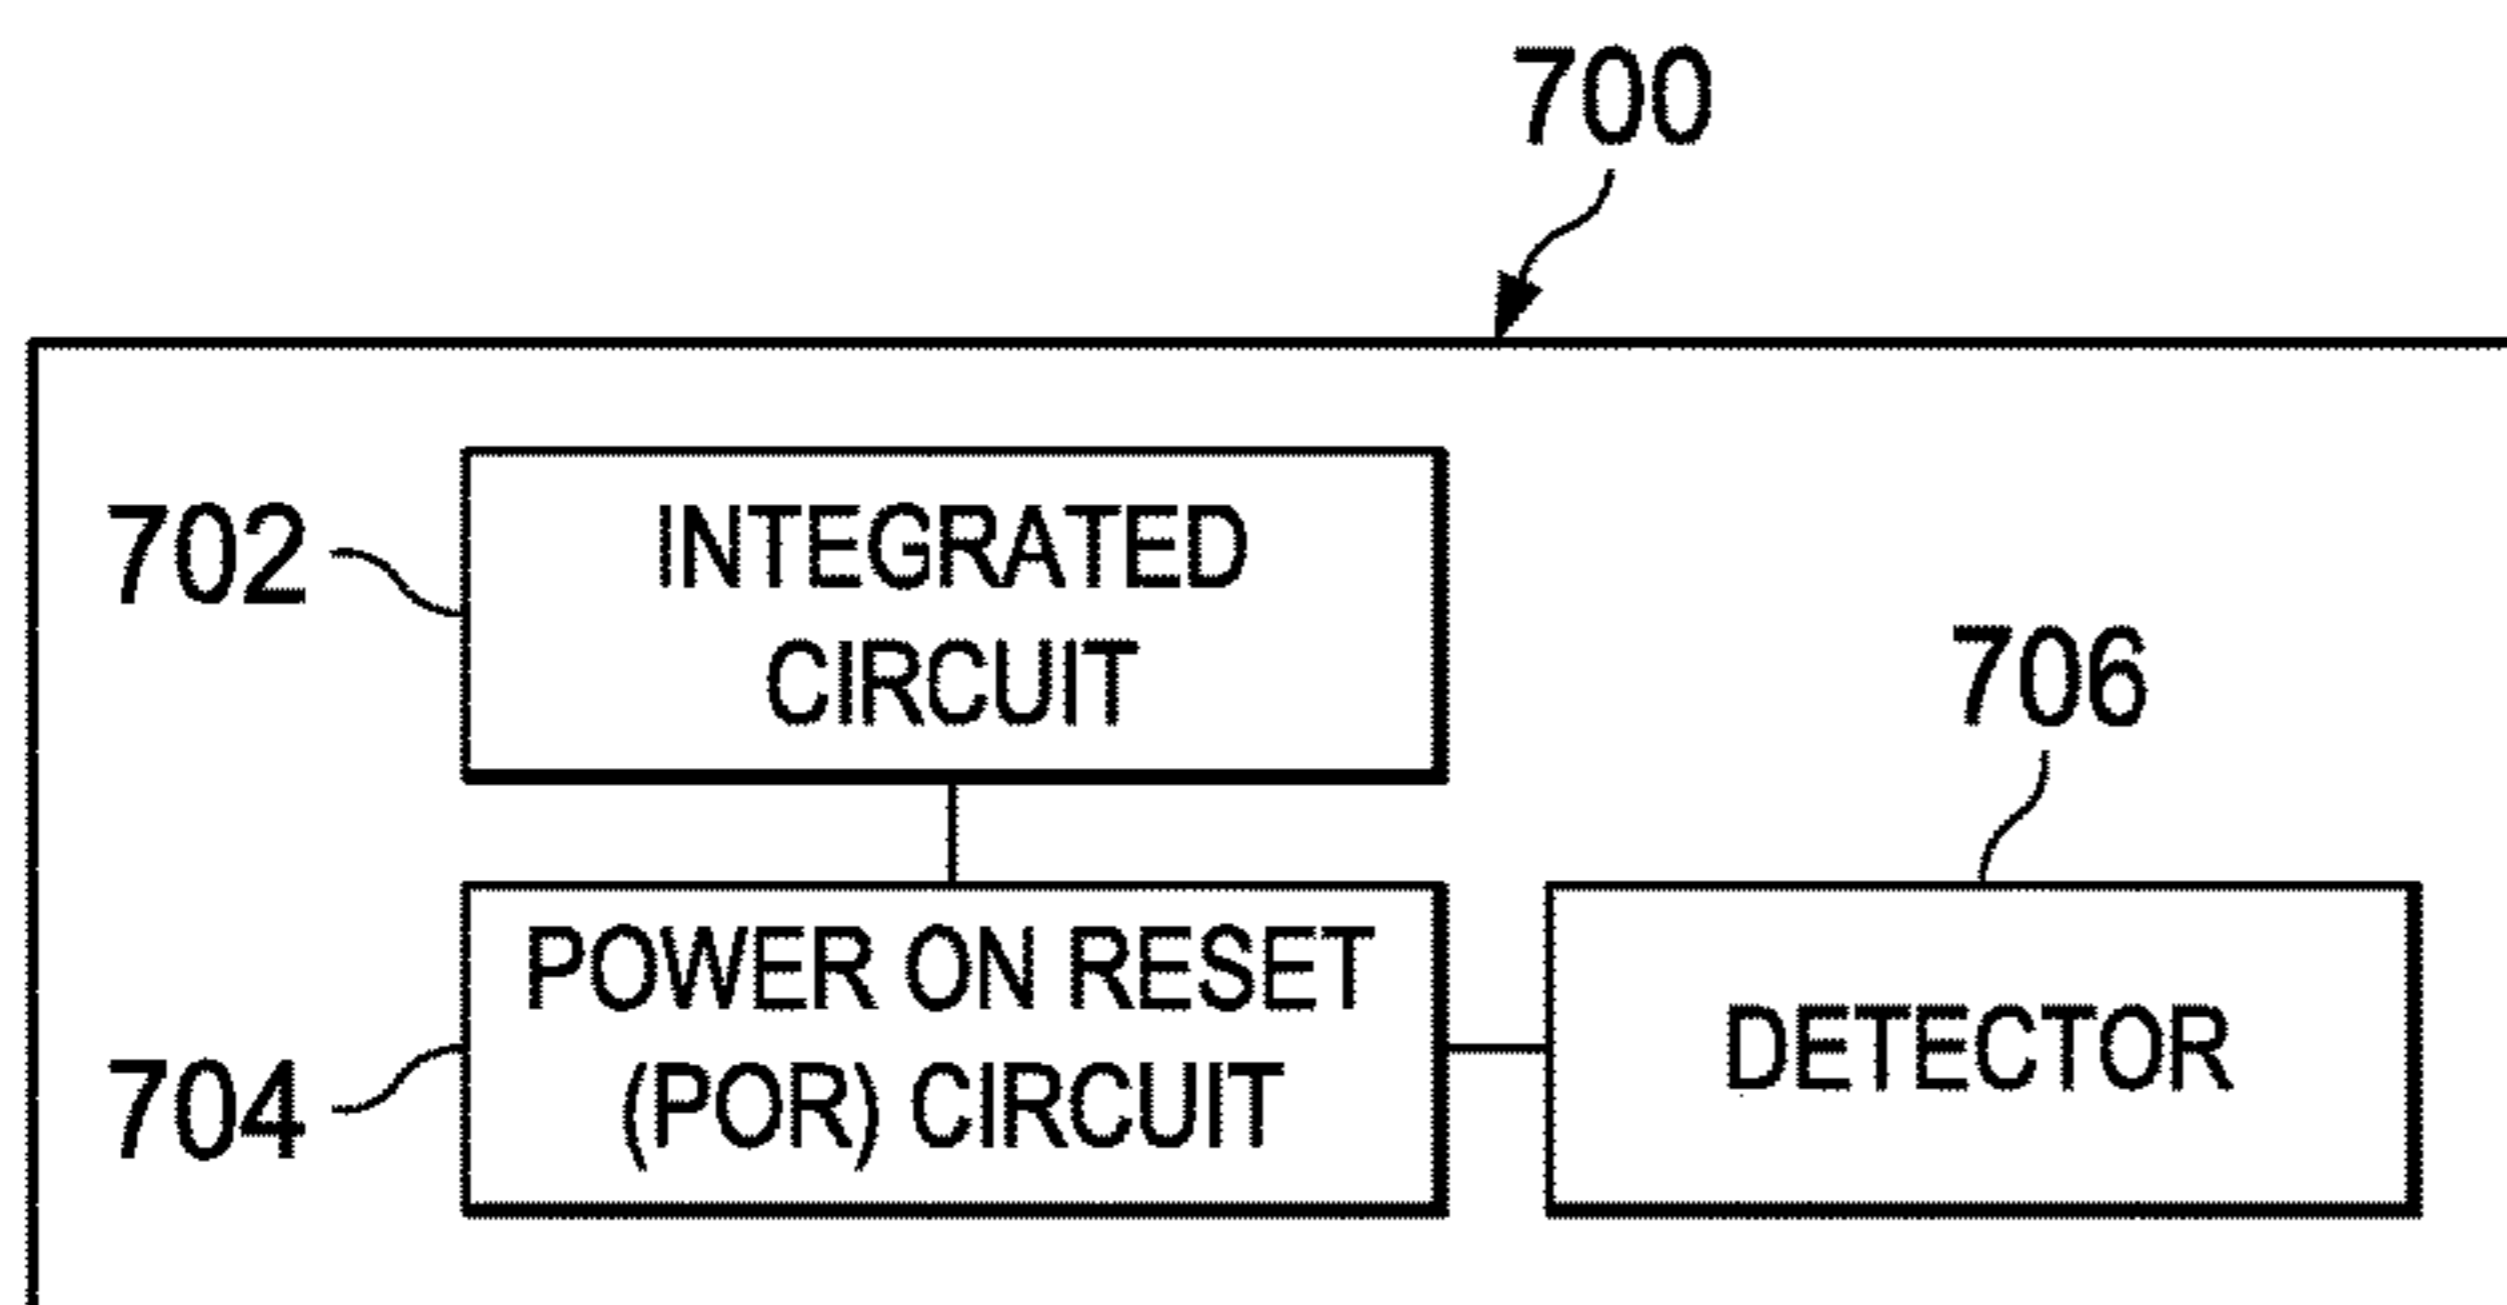 700
702
INTEGRATED
CIRCUIT
706
704
POWER ON RESET
(POR) CIRCUIT
DETECTOR